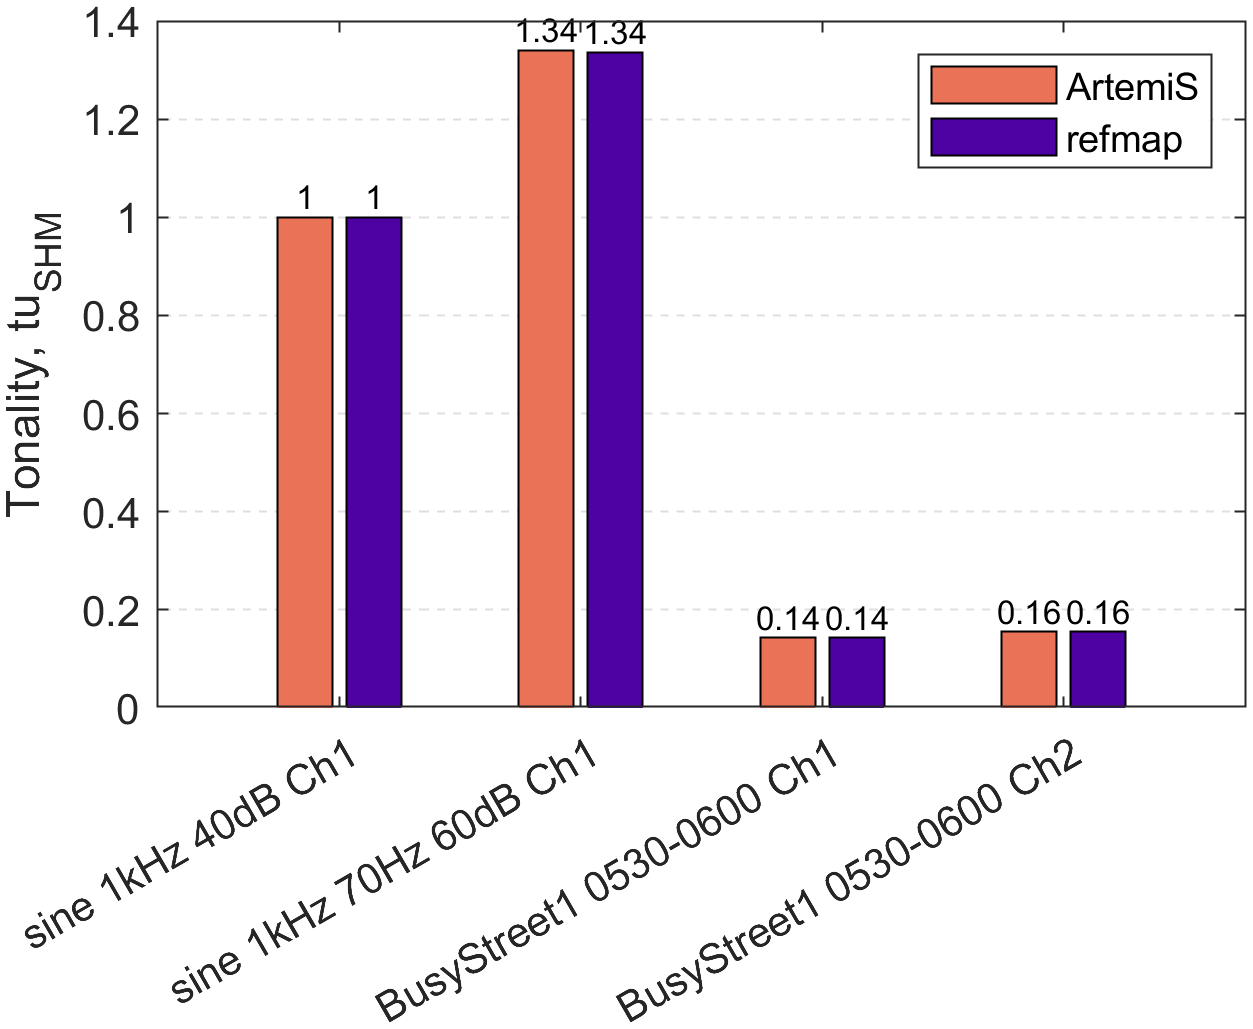 Tonality, tuSHM
1.4
1.2
1
0.8
0.6
0.4
0.2
0
1 1
1.34 1.34
0.14 0.14
0.16 0.16
ArtemiS
refmap
sine 1kHz 40dB Ch1
sine 1kHz 70Hz 60dB Ch1
BusyStreet1 0530-0600 Ch1
BusyStreet1 0530-0600 Ch2